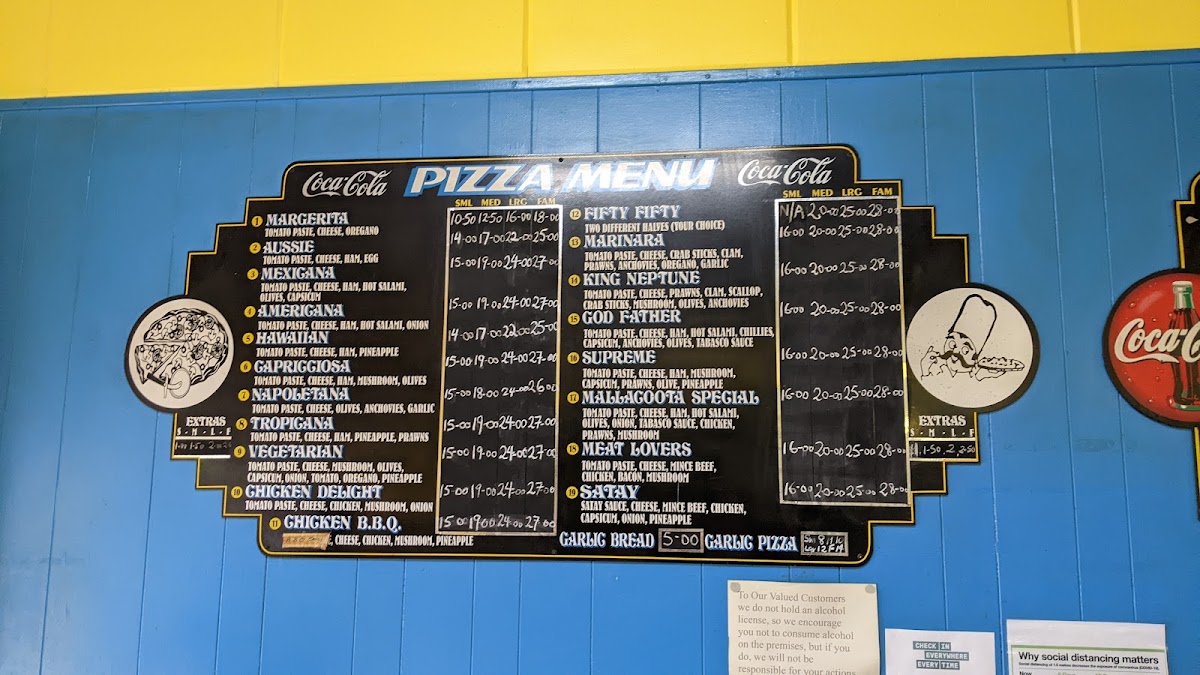 Coca-Cola PIZZA MENU Coca-Cola
SML MED LRG FAM
1 MARGERITA 10-50 12-50 16-00 18-00
TOMATO PASTE, CHEESE, OREGANO
2 AUSSIE 14-00 17-00 22-00 25-00
TOMATO PASTE, CHEESE, HAM, EGG
3 MEXICANA 15-00 19-00 24-00 27-00
TOMATO PASTE, CHEESE, HAM, HOT SALAMI,
OLIVES, CAPSICUM
4 AMERICANA 15-00 19-00 24-00 27-00
TOMATO PASTE, CHEESE, HAM, HOT SALAMI, ONION
5 HAWAIIAN 14-00 17-00 22-00 25-00
TOMATO PASTE, CHEESE, HAM, PINEAPPLE
6 CAPRICCIOSA 15-00 19-00 24-00 27-00
TOMATO PASTE, CHEESE, HAM, MUSHROOM, OLIVES
7 NAPOLETANA 15-00 18-00 24-00 26-00
TOMATO PASTE, CHEESE, OLIVES, ANCHOVIES, GARLIC
8 TROPICANA 15-00 19-00 24-00 27-00
TOMATO PASTE, CHEESE, HAM, PINEAPPLE, PRAWNS
9 VEGETARIAN 15-00 19-00 24-00 27-00
TOMATO PASTE, CHEESE, MUSHROOM, OLIVES,
CAPSICUM, ONION, TOMATO, OREGANO, PINEAPPLE
10 CHICKEN DELIGHT 15-00 19-00 24-00 27-00
TOMATO PASTE, CHEESE, CHICKEN, MUSHROOM, ONION
11 CHICKEN B.B.Q. 15-00 19-00 24-00 27-00
, CHEESE, CHICKEN, MUSHROOM, PINEAPPLE
SML MED LRG FAM
12 FIFTY FIFTY N/A 20-00 25-00 28-00
TWO DIFFERENT HALVES (YOUR CHOICE)
13 MARINARA 16-00 20-00 25-00 28-00
TOMATO PASTE, CHEESE, CRAB STICKS, CLAM,
PRAWNS, ANCHOVIES, OREGANO, GARLIC
14 KING NEPTUNE 16-00 20-00 25-00 28-00
TOMATO PASTE, CHEESE, PRAWNS, CLAM, SCALLOP,
CRAB STICKS, MUSHROOM, OLIVES, ANCHOVIES
15 GOD FATHER 16-00 20-00 25-00 28-00
TOMATO PASTE, CHEESE, HAM, HOT SALAMI, CHILLIES,
CAPSICUM, ANCHOVIES, OLIVES, TABASCO SAUCE
16 SUPREME 16-00 20-00 25-00 28-00
TOMATO PASTE, CHEESE, HAM, MUSHROOM,
CAPSICUM, PRAWNS, OLIVE, PINEAPPLE
17 MALLACOOTA SPECIAL 16-00 20-00 25-00 28-00
TOMATO PASTE, CHEESE, HAM, HOT SALAMI,
OLIVES, ONION, TABASCO SAUCE, CHICKEN,
PRAWNS, MUSHROOM
18 MEAT LOVERS 16-00 20-00 25-00 28-00
TOMATO PASTE, CHEESE, MINCE BEEF,
CHICKEN, BACON, MUSHROOM
19 SATAY 16-00 20-00 25-00 28-00
SATAY SAUCE, CHEESE, MINCE BEEF, CHICKEN,
CAPSICUM, ONION, PINEAPPLE
GARLIC BREAD 5-00 GARLIC PIZZA
EXTRAS
S - M - L - F
EXTRAS
S - M - L - F
Coca-C
To Our Valued Customers
we do not hold an alcohol
license, so we encourage
you not to consume alcohol
on the premises, but if you
do, we will not be
responsible for your actions
CHECK IN
EVERYWHERE
EVERY TIME
Why social distancing matters